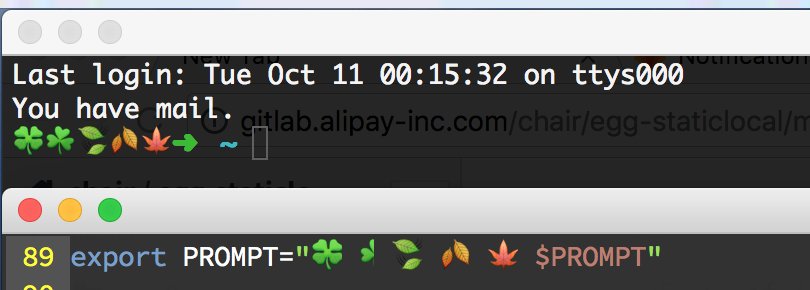 New Tab
Notification
Last login: Tue Oct 11 00:15:32 on ttys000
You have mail.
gitlab.alipay-inc.com/chair/egg-staticlocal/m
🍀☘️🍃🍂🍁➜ ~
chair/egg-staticlo
89 export PROMPT="🍀 ☘️ 🍃 🍂 🍁 $PROMPT"